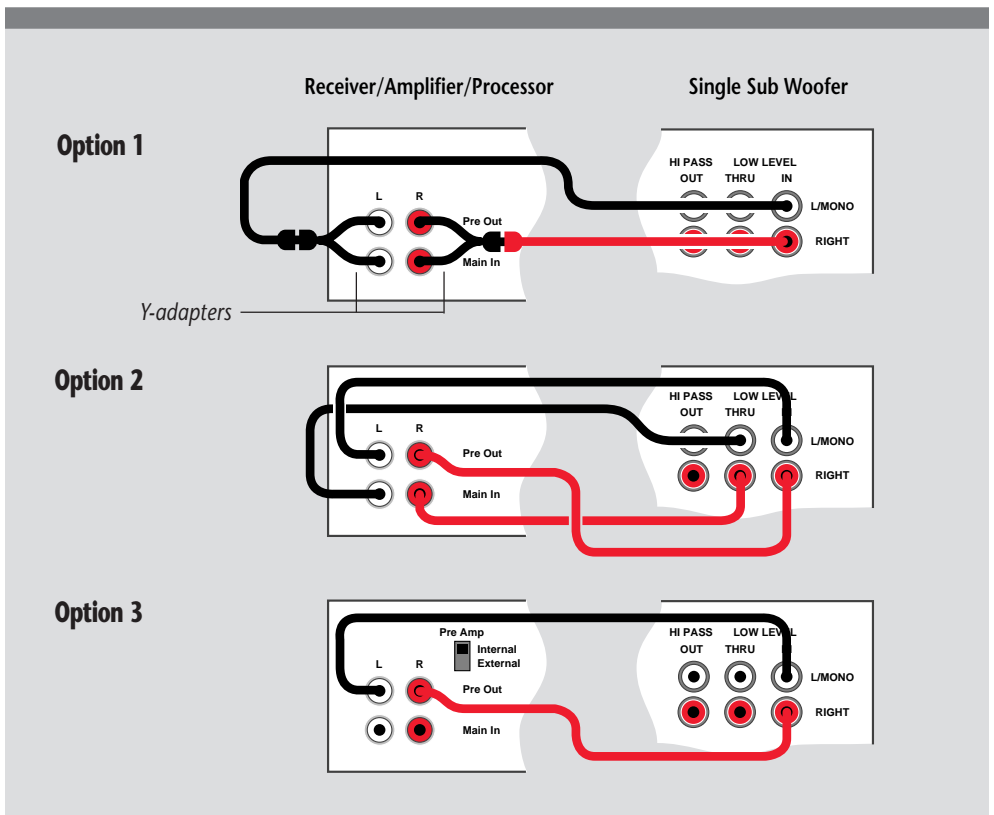 Receiver/Amplifier/Processor Single Sub Woofer
Option 1
HI PASS LOW LEVEL
OUT THRU IN
L R
L/MONO
Pre Out
RIGHT
Main In
Y-adapters
Option 2
HI PASS LOW LEVEL
OUT THRU
L R
L/MONO
Pre Out
RIGHT
Main In
Option 3
Pre Amp
Internal
External
HI PASS LOW LEVEL
OUT THRU
L R
L/MONO
Pre Out
RIGHT
Main In